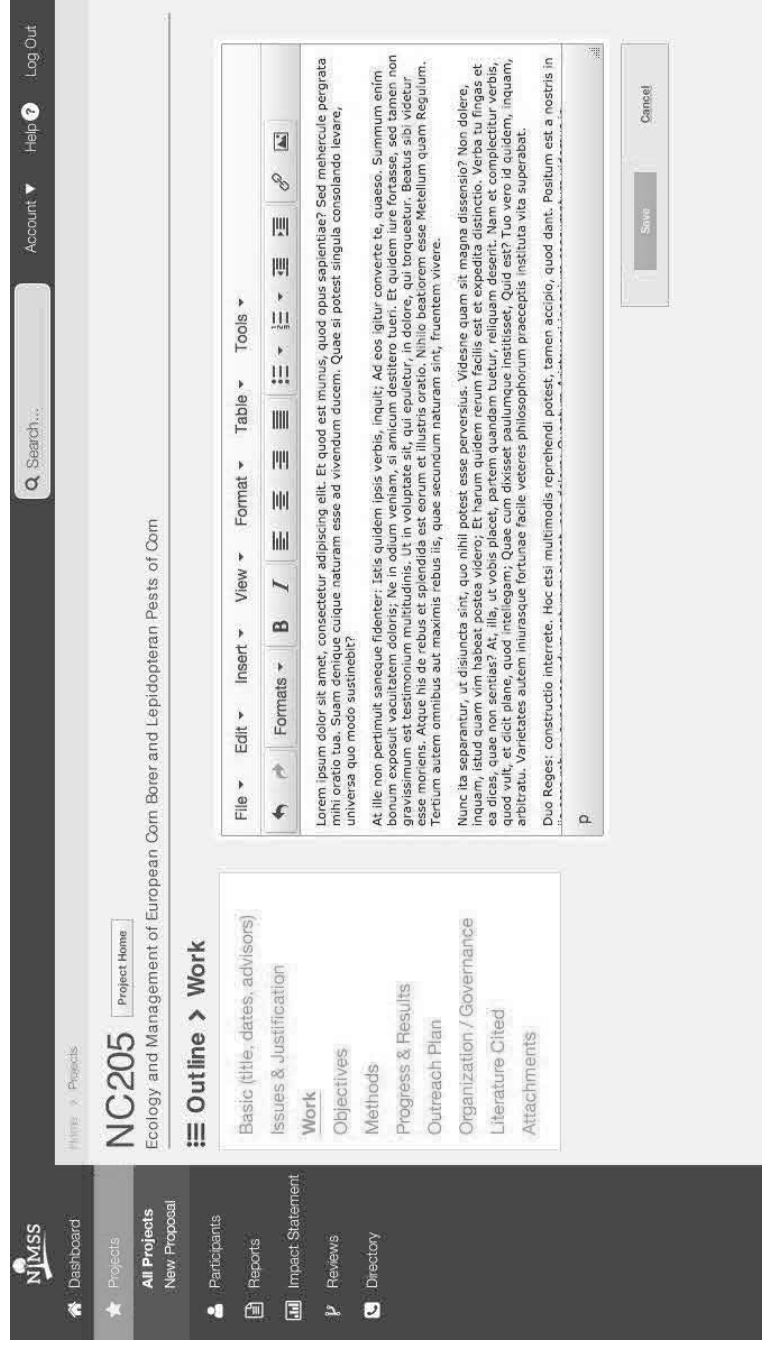 NIMSS
Search...
Account
Help
Log Out
Dashboard
Projects
All Projects
New Proposal
Participants
Reports
Impact Statement
Reviews
Directory
Home > Projects
NC205 Project Home
Ecology and Management of European Corn Borer and Lepidopteran Pests of Corn
Outline > Work
Basic (title, dates, advisors)
Issues & Justification
Work
Objectives
Methods
Progress & Results
Outreach Plan
Organization / Governance
Literature Cited
Attachments
File Edit Insert View Format Table Tools
Formats B I
Lorem ipsum dolor sit amet, consectetur adipiscing elit. Et quod est munus, quod opus sapientiae? Sed mehercule pergrata
mihi oratio tua. Suam denique cuique naturam esse ad vivendum ducem. Quae si potest singula consolando levare,
universa quo modo sustinebit?
At ille non pertimuit saneque fidenter: Istis quidem ipsis verbis, inquit; Ad eos igitur converte te, quaeso. Summum enim
bonum exposuit vacuitatem doloris; Ne in odium veniam, si amicum destitero tueri. Et quidem iure fortasse, sed tamen non
gravissimum est testimonium multitudinis. Ut in voluptate sit, qui epuletur, in dolore, qui torqueatur. Beatus sibi videtur
esse moriens. Atque his de rebus et splendida est eorum et illustris oratio. Nihilo beatiorem esse Metellum quam Regulum.
Tertium autem omnibus aut maximis rebus iis, quae secundum naturam sint, fruentem vivere.
Nunc ita separantur, ut disiuncta sint, quo nihil potest esse perversius. Videsne quam sit magna dissensio? Non dolere,
inquam, istud quam vim habeat postea videro; Et harum quidem rerum facilis est et expedita distinctio. Verba tu fingas et
ea dicas, quae non sentias? At, illa, ut vobis placet, partem quandam tuetur, reliquam deserit. Nam et complectitur verbis,
quod vult, et dicit plane, quod intellegam; Quae cum dixisset paulumque institisset, Quid est? Tuo vero id quidem, inquam,
arbitratu. Varietates autem iniurasque fortunae facile veteres philosophorum praeceptis instituta vita superabat.
Duo Reges: constructio interrete. Hoc etsi multimodis reprehendi potest, tamen accipio, quod dant. Positum est a nostris in
p
Save
Cancel